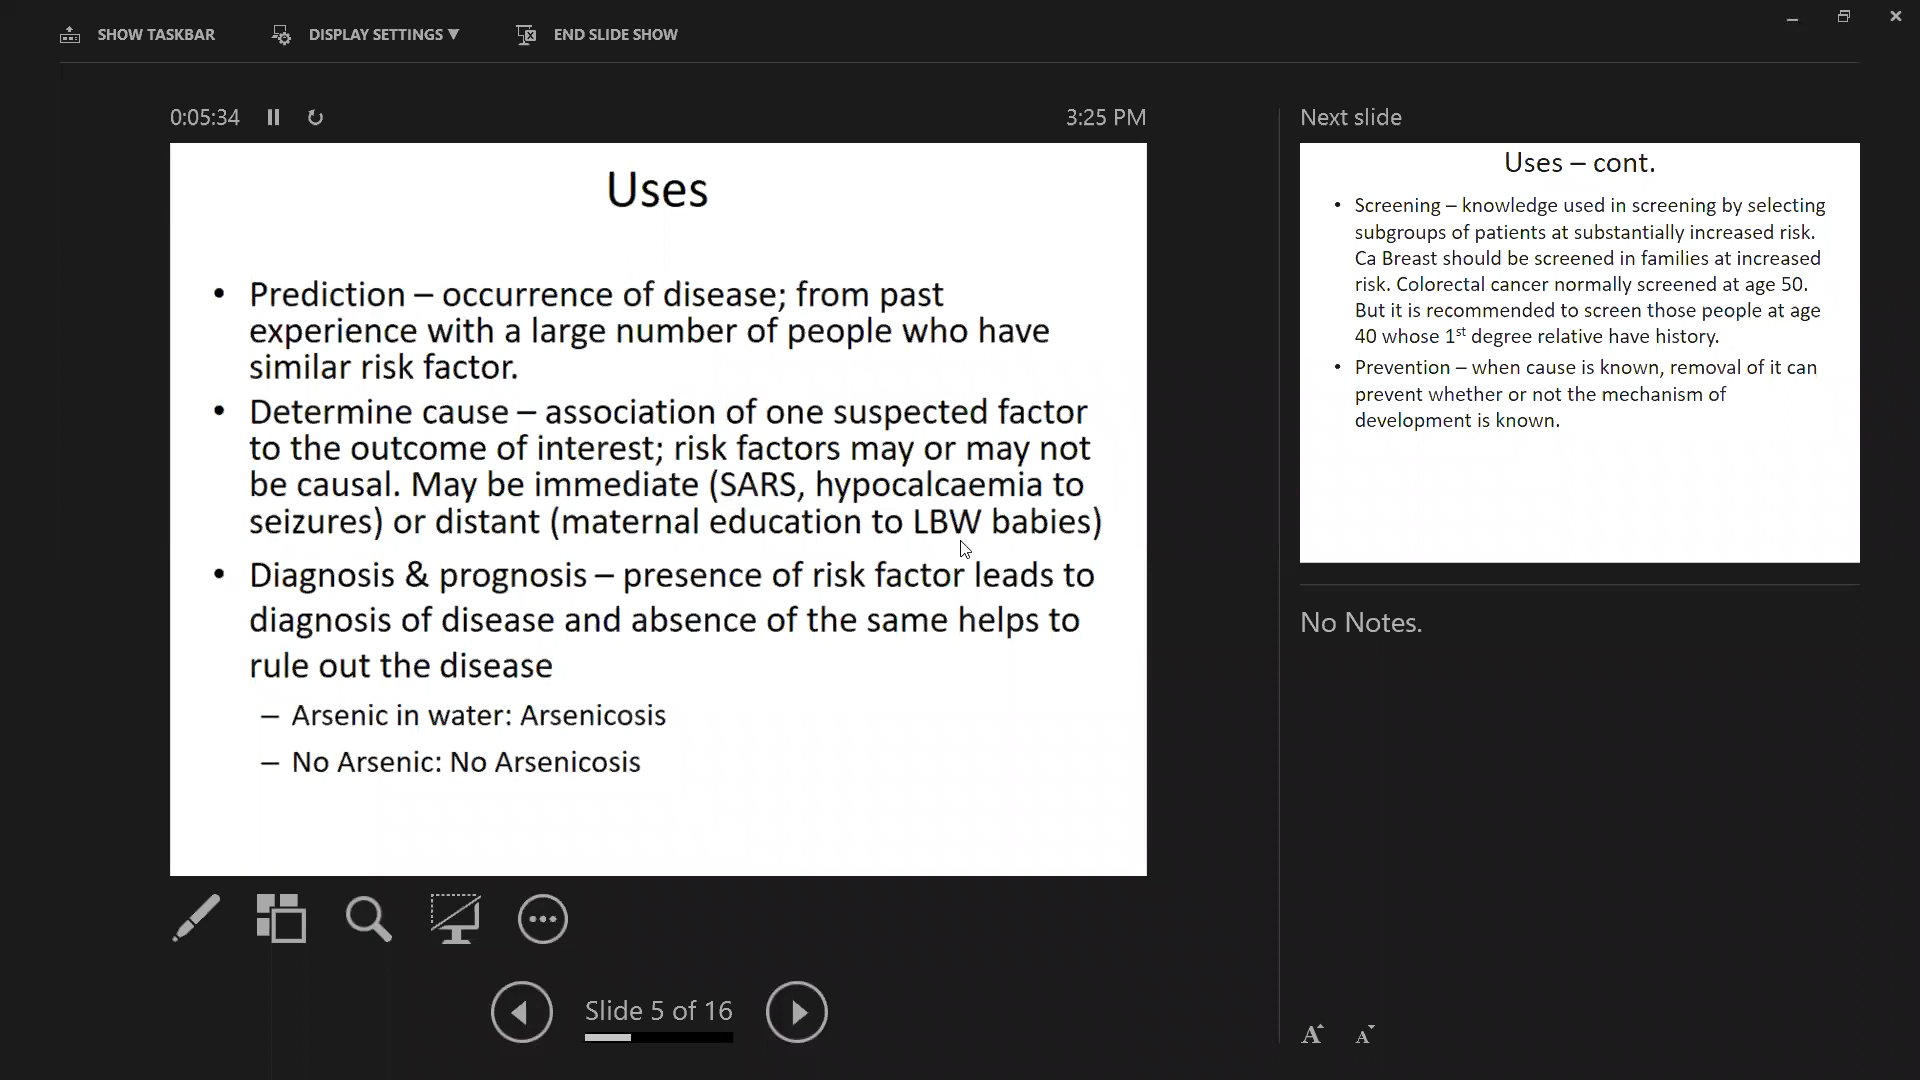 SHOW TASKBAR
DISPLAY SETTINGS ▼
END SLIDE SHOW
0:05:34
3:25 PM
Uses
• Prediction – occurrence of disease; from past
experience with a large number of people who have
similar risk factor.
• Determine cause – association of one suspected factor
to the outcome of interest; risk factors may or may not
be causal. May be immediate (SARS, hypocalcaemia to
seizures) or distant (maternal education to LBW babies)
• Diagnosis & prognosis – presence of risk factor leads to
diagnosis of disease and absence of the same helps to
rule out the disease
– Arsenic in water: Arsenicosis
– No Arsenic: No Arsenicosis
Slide 5 of 16
Next slide
Uses – cont.
• Screening – knowledge used in screening by selecting
subgroups of patients at substantially increased risk.
Ca Breast should be screened in families at increased
risk. Colorectal cancer normally screened at age 50.
But it is recommended to screen those people at age
40 whose 1st degree relative have history.
• Prevention – when cause is known, removal of it can
prevent whether or not the mechanism of
development is known.
No Notes.
A A